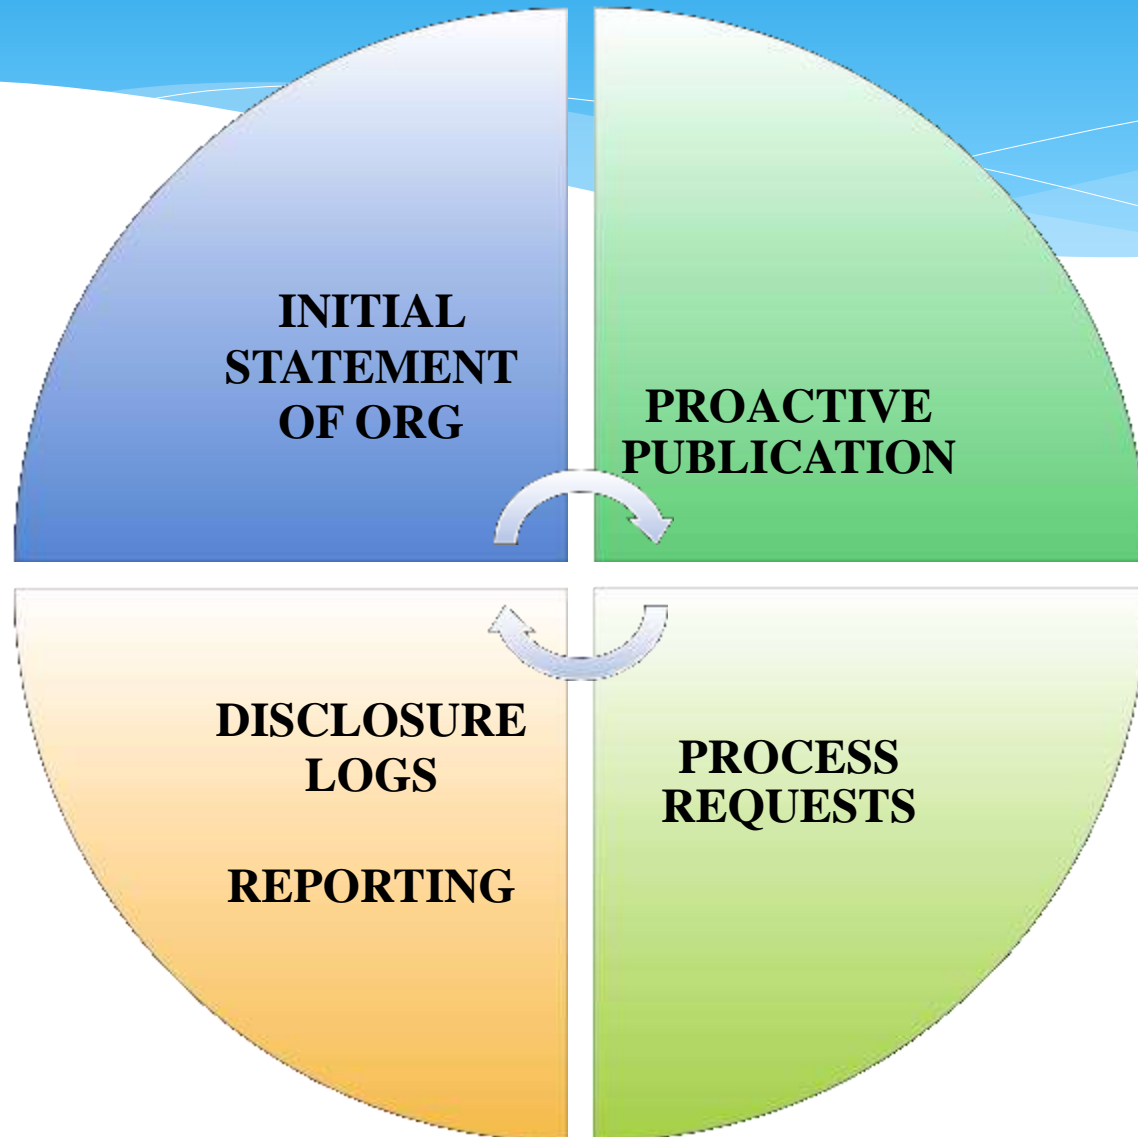 INITIAL
STATEMENT
OF ORG
PROACTIVE
PUBLICATION
DISCLOSURE
LOGS
REPORTING
PROCESS
REQUESTS